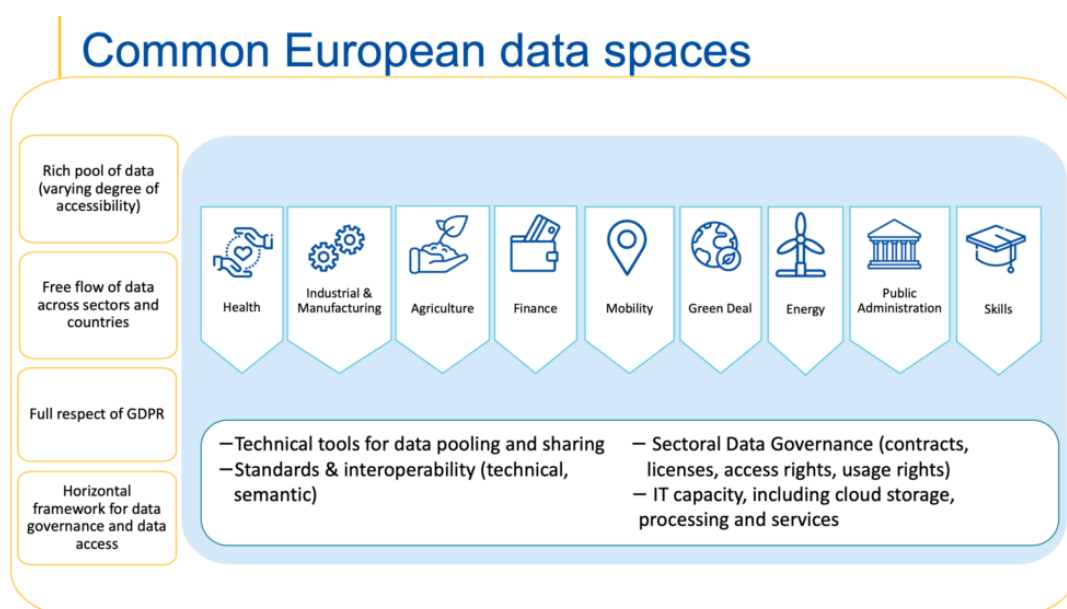 Common European data spaces
Rich pool of data
(varying degree of
accessibility)
Free flow of data
across sectors and
countries
Full respect of GDPR
Horizontal
framework for data
governance and data
access
Health
Industrial &
Manufacturing
Agriculture
Finance
Mobility
Green Deal
Energy
Public
Administration
Skills
–Technical tools for data pooling and sharing
–Standards & interoperability (technical,
semantic)
– Sectoral Data Governance (contracts,
licenses, access rights, usage rights)
– IT capacity, including cloud storage,
processing and services